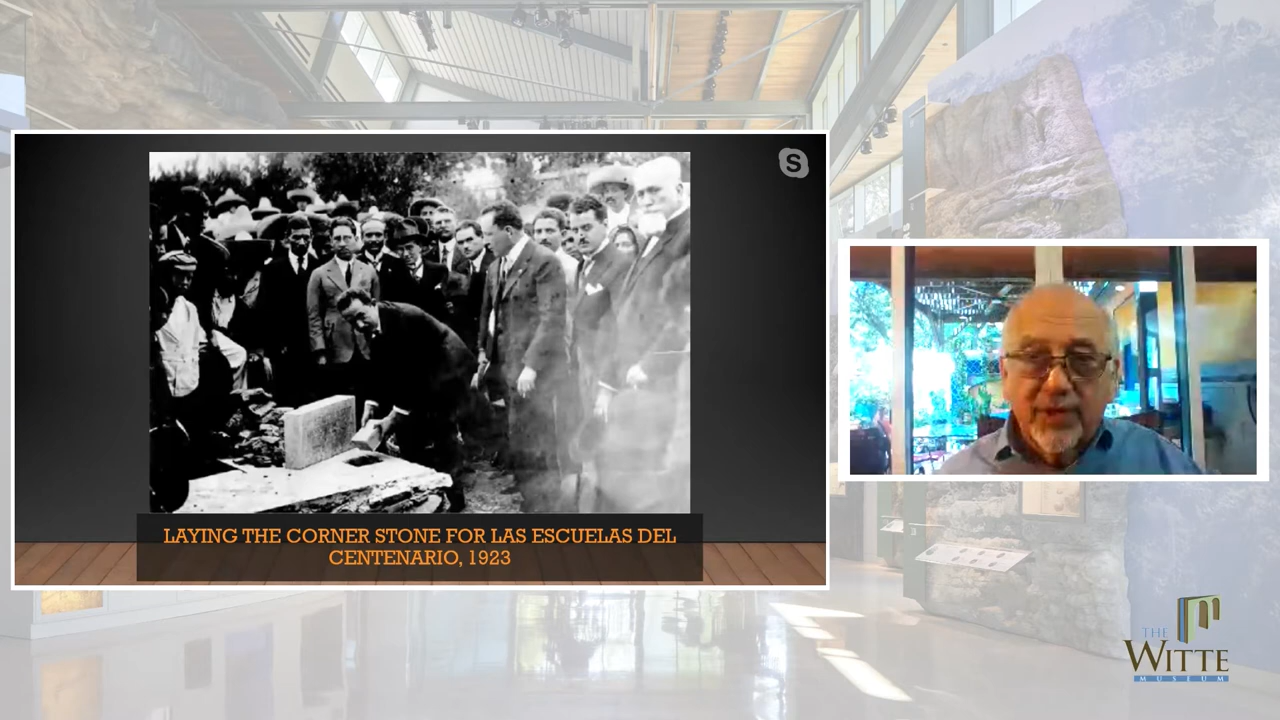 S
LAYING THE CORNER STONE FOR LAS ESCUELAS DEL
CENTENARIO, 1923
THE
WITTE
MUSEUM